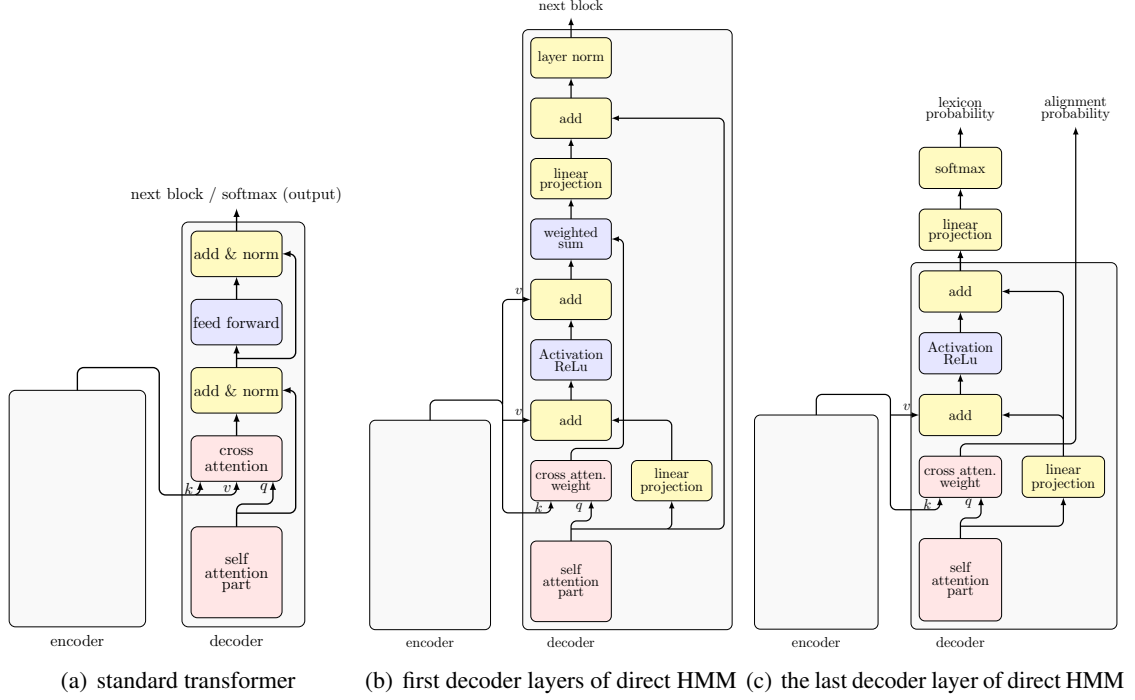 next block / softmax (output)
add & norm
feed forward
add & norm
cross
attention
k
v
q
self
attention
part
encoder
decoder
(a) standard transformer
next block
layer norm
add
linear
projection
weighted
sum
v
add
Activation
ReLu
v
add
cross atten.
weight
linear
projection
k
q
self
attention
part
encoder
decoder
(b) first decoder layers of direct HMM
lexicon
probability
alignment
probability
softmax
linear
projection
add
Activation
ReLu
v
add
cross atten.
weight
linear
projection
k
q
self
attention
part
encoder
decoder
(c) the last decoder layer of direct HMM